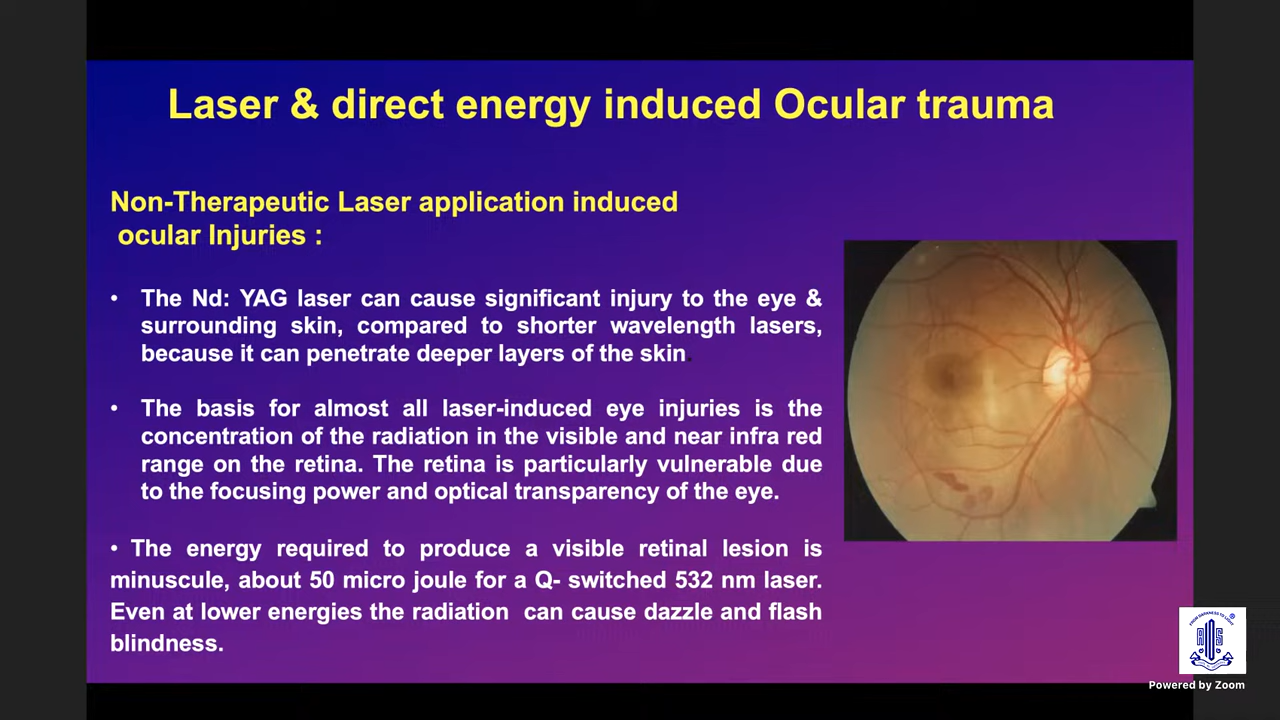 Laser & direct energy induced Ocular trauma
Non-Therapeutic Laser application induced
ocular Injuries :
• The Nd: YAG laser can cause significant injury to the eye &
surrounding skin, compared to shorter wavelength lasers,
because it can penetrate deeper layers of the skin.
• The basis for almost all laser-induced eye injuries is the
concentration of the radiation in the visible and near infra red
range on the retina. The retina is particularly vulnerable due
to the focusing power and optical transparency of the eye.
• The energy required to produce a visible retinal lesion is
minuscule, about 50 micro joule for a Q- switched 532 nm laser.
Even at lower energies the radiation can cause dazzle and flash
blindness.
Powered by Zoom